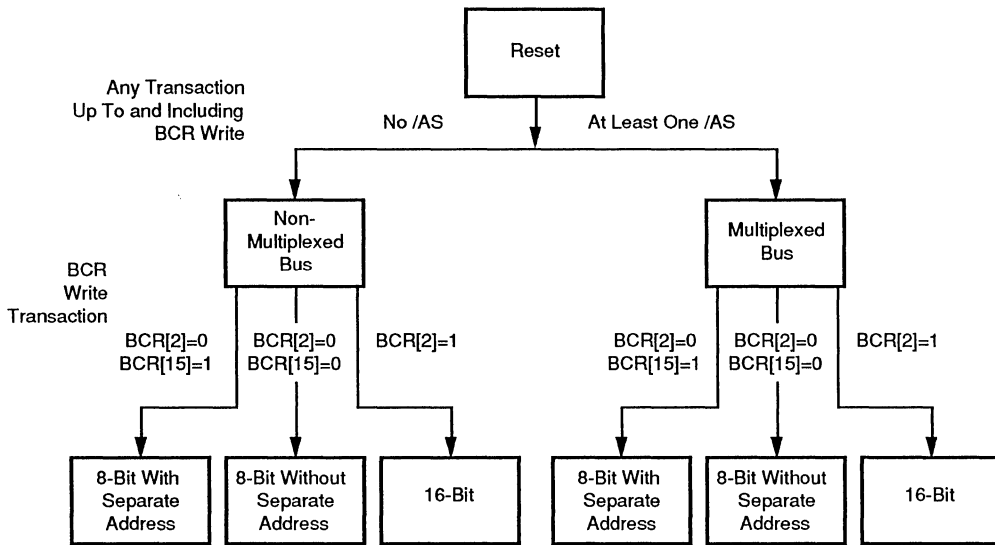 Reset
Any Transaction
Up To and Including
BCR Write
No /AS
At Least One /AS
Non-
Multiplexed
Bus
Multiplexed
Bus
BCR
Write
Transaction
BCR[2]=0
BCR[15]=1
BCR[2]=0
BCR[15]=0
BCR[2]=1
BCR[2]=0
BCR[15]=1
BCR[2]=0
BCR[15]=0
BCR[2]=1
8-Bit With
Separate
Address
8-Bit Without
Separate
Address
16-Bit
8-Bit With
Separate
Address
8-Bit Without
Separate
Address
16-Bit